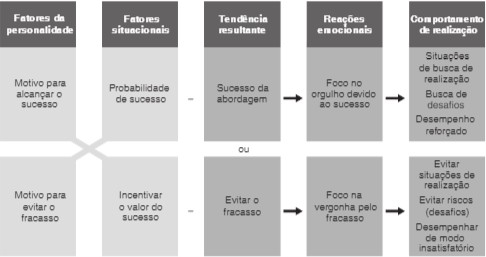 Fatores da
personalidade
Fatores
situacionais
Tendência
resultante
Reações
emocionais
Comportamento
de realização
Motivo para
alcançar o
sucesso
Probabilidade
de sucesso
–
Sucesso da
abordagem
Foco no
orgulho devido
ao sucesso
Situações
de busca de
realização
Busca de
desafios
Desempenho
reforçado
ou
Motivo para
evitar o
fracasso
Incentivar
o valor do
sucesso
–
Evitar o
fracasso
Foco na
vergonha pelo
fracasso
Evitar
situações de
realização
Evitar riscos
(desafios)
Desempenhar
de modo
insatisfatório